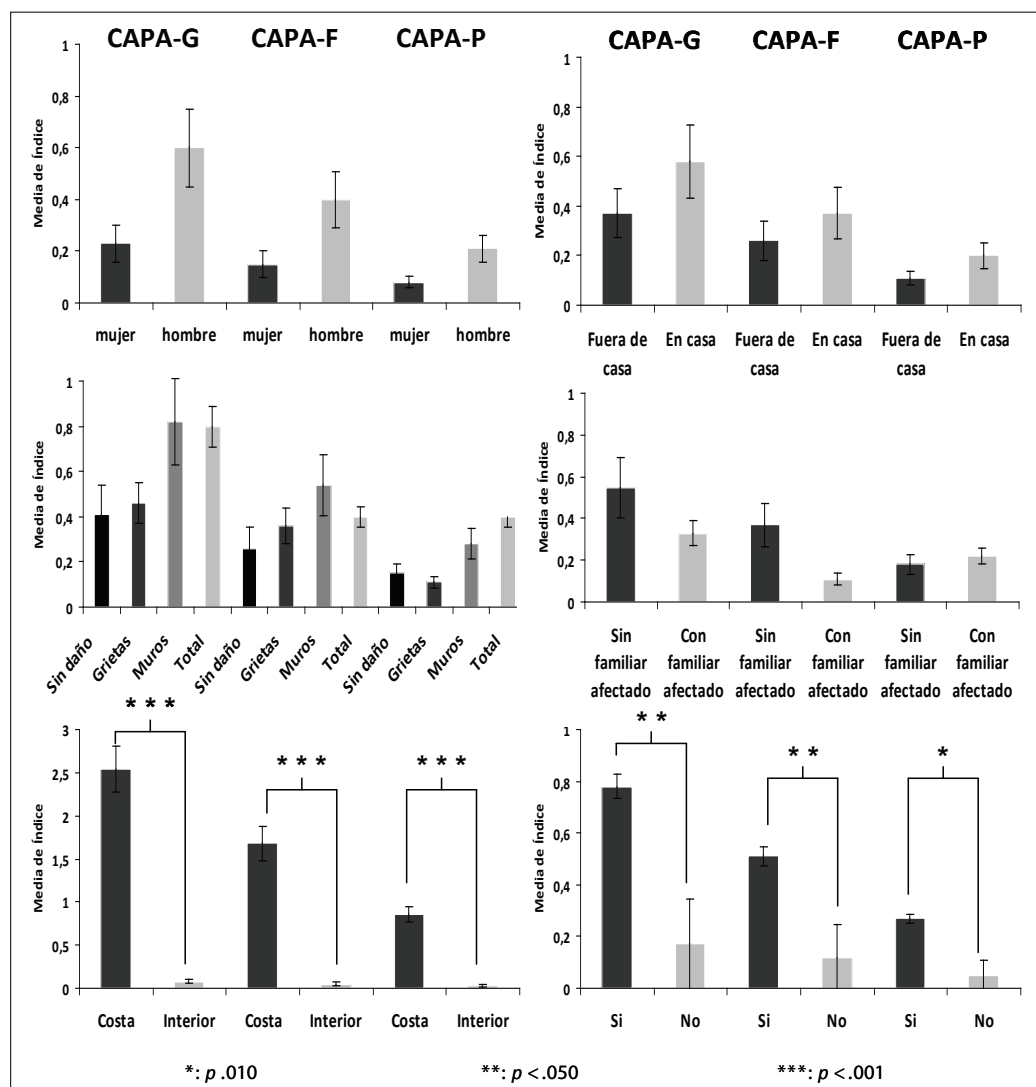 CAPA-G CAPA-F CAPA-P
Media de Índice
1
0,8
0,6
0,4
0,2
0
mujer hombre mujer hombre mujer hombre
CAPA-G CAPA-F CAPA-P
Media de Índice
1
0,8
0,6
0,4
0,2
0
Fuera de En casa Fuera de En casa Fuera de En casa
casa casa casa
Media de Índice
1
0,8
0,6
0,4
0,2
0
Sin daño Grietas Muros Total Sin daño Grietas Muros Total Sin daño Grietas Muros Total
Media de Índice
1
0,8
0,6
0,4
0,2
0
Sin Con Sin Con Sin Con
familiar familiar familiar familiar familiar familiar
afectado afectado afectado afectado afectado afectado
Media de Índice
3
2,5
2
1,5
1
0,5
0
* * *
* * *
* * *
Costa Interior Costa Interior Costa Interior
Media de Índice
1
0,8
0,6
0,4
0,2
0
* *
* *
*
Si No Si No Si No
*: p .010 **: p <.050 ***: p <.001